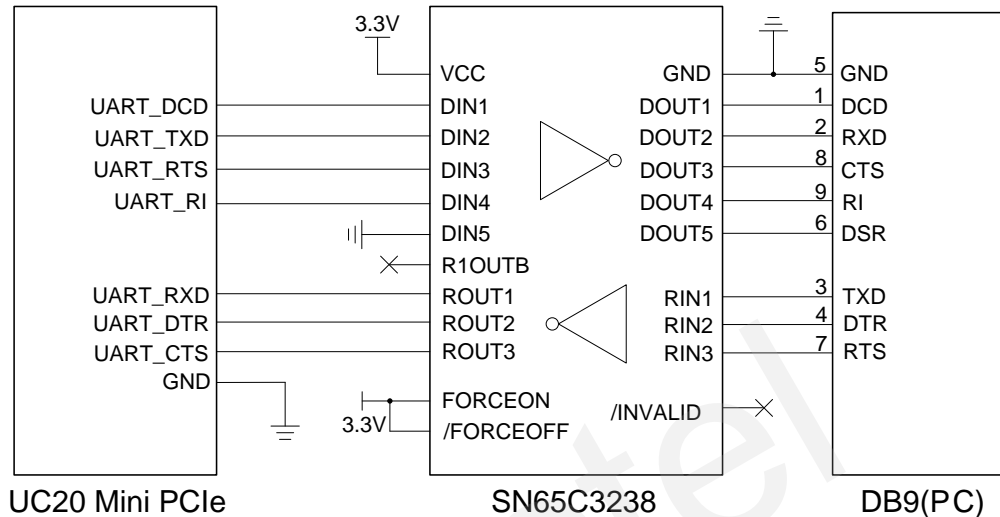 3.3V
VCC GND 5 GND
UART_DCD DIN1 DOUT1 1 DCD
UART_TXD DIN2 DOUT2 2 RXD
UART_RTS DIN3 DOUT3 8 CTS
UART_RI DIN4 DOUT4 9 RI
DIN5 DOUT5 6 DSR
R1OUTB
UART_RXD ROUT1 RIN1 3 TXD
UART_DTR ROUT2 RIN2 4 DTR
UART_CTS ROUT3 RIN3 7 RTS
GND
FORCEON /INVALID
3.3V /FORCEOFF
UC20 Mini PCIe SN65C3238 DB9(PC)